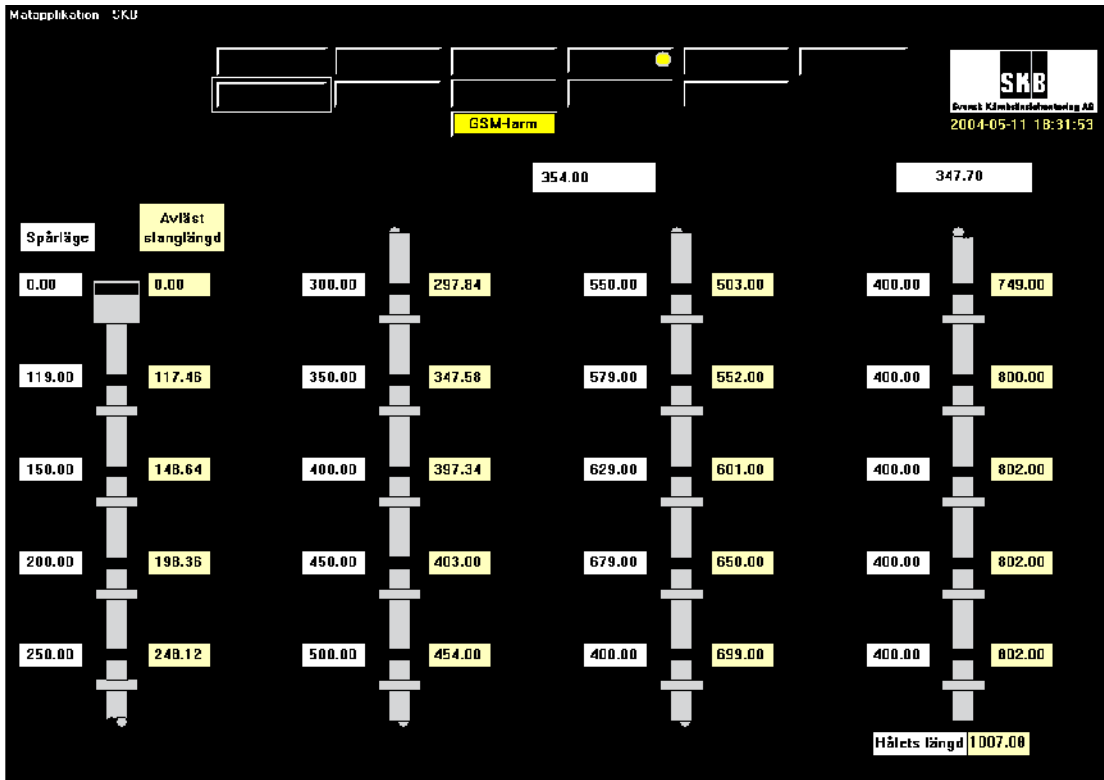 Mätapplikation SKB
SKB
Svensk Kärnbränslehantering AB
2004-05-11 18:31:53
GSM-larm
354.00 347.70
Spårläge
Avläst
slanglängd
0.00 0.00 300.00 297.84 550.00 503.00 400.00 749.00
119.00 117.46 350.00 347.58 579.00 552.00 400.00 800.00
150.00 148.64 400.00 397.34 629.00 601.00 400.00 802.00
200.00 198.36 450.00 403.00 679.00 650.00 400.00 802.00
250.00 248.12 500.00 454.00 400.00 699.00 400.00 802.00
Hålets längd 1007.08